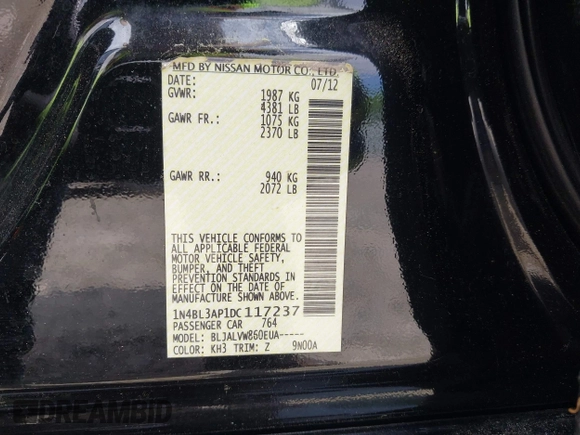 MFD BY NISSAN MOTOR CO., LTD
DATE: 07/12
GVWR: 1987 KG
4381 LB
GAWR FR.: 1075 KG
2370 LB
GAWR RR.: 940 KG
2072 LB
THIS VEHICLE CONFORMS TO
ALL APPLICABLE FEDERAL
MOTOR VEHICLE SAFETY,
BUMPER, AND THEFT
PREVENTION STANDARDS IN
EFFECT ON THE DATE OF
MANUFACTURE SHOWN ABOVE.
1N4BL3AP1DC117237
PASSENGER CAR 764
MODEL: BLJALVW860EUA-----
COLOR: KH3 TRIM: Z 9N00A
DREAMBID